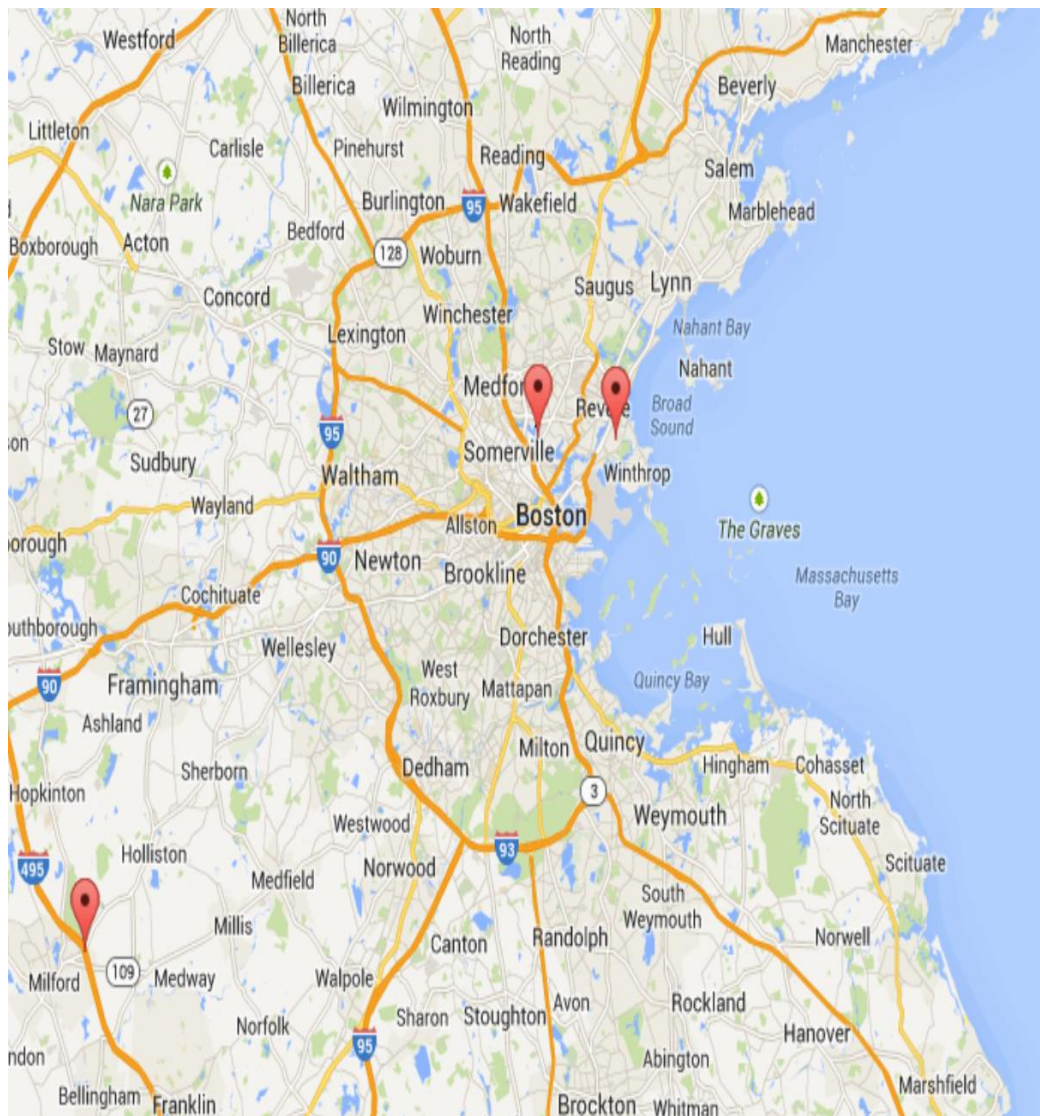 Westford
North
Billerica
North
Reading
Manchester
Billerica
Beverly
Wilmington
Littleton
Carlisle
Pinehurst
Reading
Salem
Nara Park
Burlington
95
Wakefield
Marblehead
Bedford
Boxborough
Acton
128
Woburn
Saugus
Lynn
Concord
Winchester
Lexington
Nahant Bay
Stow
Maynard
Nahant
Medfor
Revere
Broad
Sound
27
95
Somerville
Sudbury
Waltham
Winthrop
Wayland
The Graves
Boston
Allston
90
Newton
Brookline
Massachusetts
Bay
Cochituate
Dorchester
Hull
Wellesley
West
Roxbury
Mattapan
Quincy Bay
90
Framingham
Ashland
Milton
Quincy
Sherborn
Dedham
Hingham
Cohasset
Hopkinton
3
North
Scituate
Westwood
Weymouth
93
Holliston
Norwood
Scituate
495
Medfield
South
Weymouth
Millis
Canton
Randolph
Norwell
Milford
109
Medway
Walpole
Avon
Rockland
Sharon
Stoughton
Norfolk
Hanover
95
Abington
Bellingham
Franklin
Brockton
Whitman
Marshfield